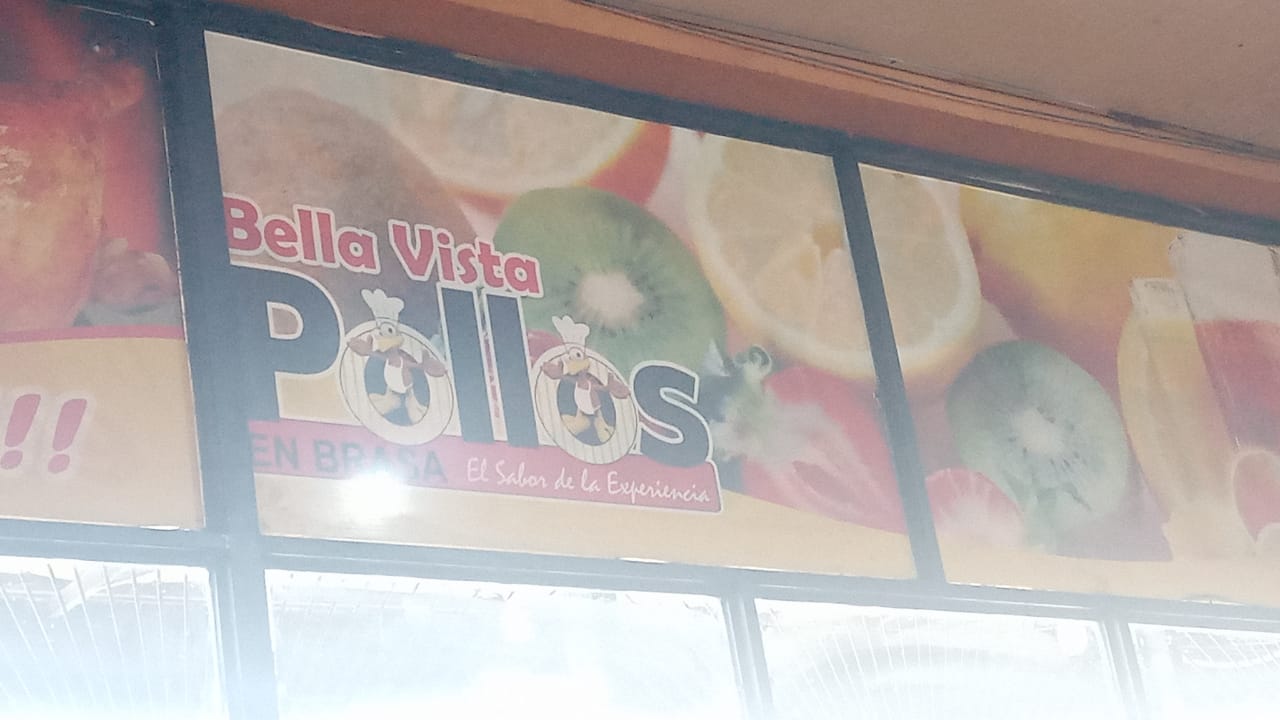 Bella Vista
Pollos
EN BRASA
El Sabor de la Experiencia
!!